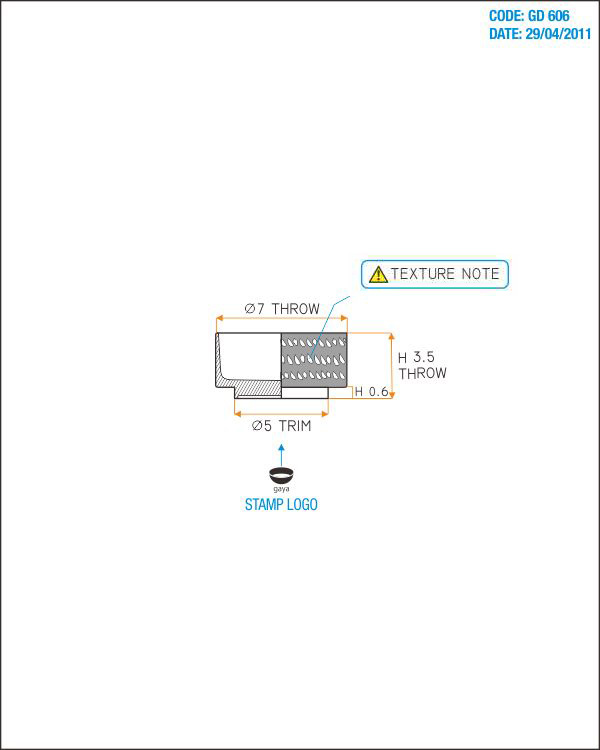 CODE: GD 606
DATE: 29/04/2011
TEXTURE NOTE
Ø7 THROW
H 3.5
THROW
H 0.6
Ø5 TRIM
gaya
STAMP LOGO